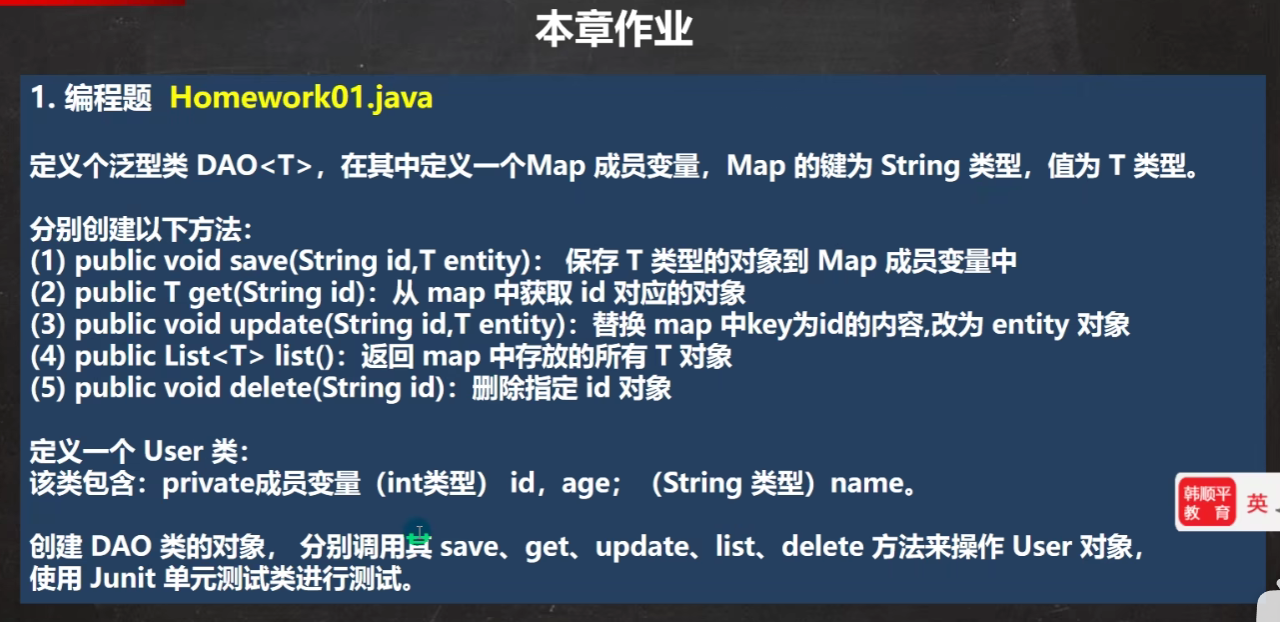 本章作业
1. 编程题 Homework01.java
定义个泛型类 DAO<T>，在其中定义一个Map 成员变量，Map 的键为 String 类型，值为 T 类型。
分别创建以下方法：
(1) public void save(String id,T entity)： 保存 T 类型的对象到 Map 成员变量中
(2) public T get(String id)：从 map 中获取 id 对应的对象
(3) public void update(String id,T entity)：替换 map 中key为id的内容,改为 entity 对象
(4) public List<T> list()：返回 map 中存放的所有 T 对象
(5) public void delete(String id)：删除指定 id 对象
定义一个 User 类：
该类包含：private成员变量（int类型） id，age；（String 类型）name。
创建 DAO 类的对象， 分别调用其 save、get、update、list、delete 方法来操作 User 对象，
使用 Junit 单元测试类进行测试。
韩顺平
教育
英